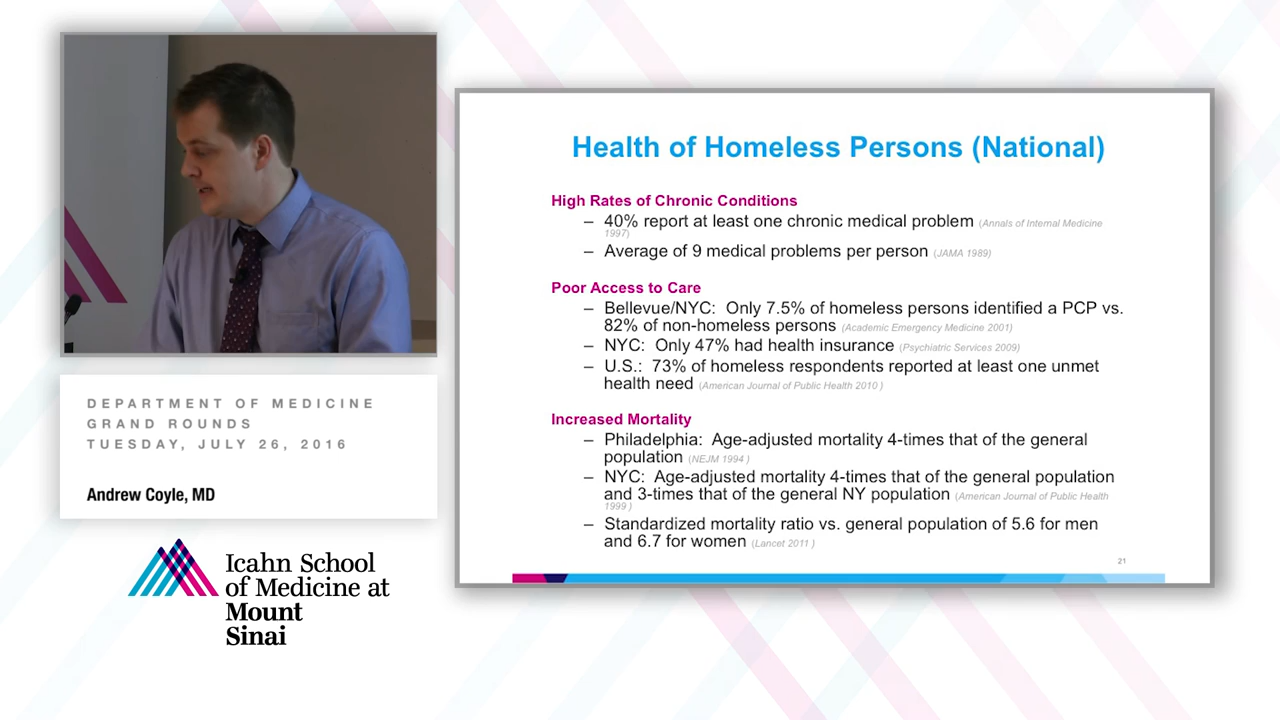 DEPARTMENT OF MEDICINE
GRAND ROUNDS
TUESDAY, JULY 26, 2016
Andrew Coyle, MD
Icahn School
of Medicine at
Mount
Sinai
Health of Homeless Persons (National)
High Rates of Chronic Conditions
– 40% report at least one chronic medical problem (Annals of Internal Medicine
1997)
– Average of 9 medical problems per person (JAMA 1989)
Poor Access to Care
– Bellevue/NYC: Only 7.5% of homeless persons identified a PCP vs.
82% of non-homeless persons (Academic Emergency Medicine 2001)
– NYC: Only 47% had health insurance (Psychiatric Services 2009)
– U.S.: 73% of homeless respondents reported at least one unmet
health need (American Journal of Public Health 2010 )
Increased Mortality
– Philadelphia: Age-adjusted mortality 4-times that of the general
population (NEJM 1994 )
– NYC: Age-adjusted mortality 4-times that of the general population
and 3-times that of the general NY population (American Journal of Public Health
1999 )
– Standardized mortality ratio vs. general population of 5.6 for men
and 6.7 for women (Lancet 2011 )
21